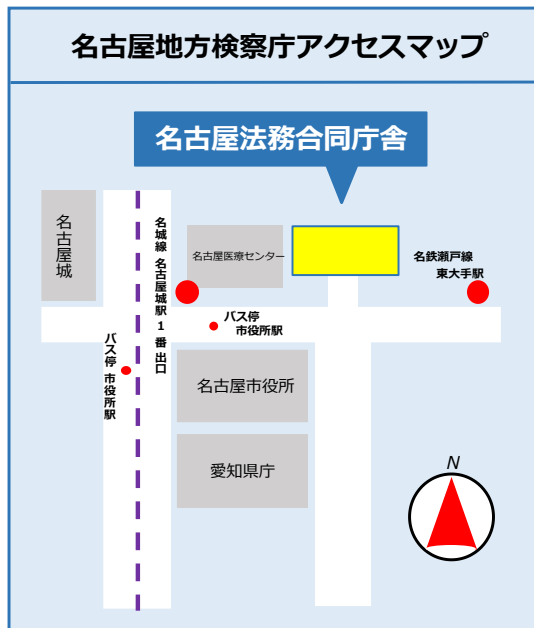 名古屋地方検察庁アクセスマップ
名古屋法務合同庁舎
名古屋城
名城線 名古屋城駅 1 番出口
名古屋医療センター
名鉄瀬戸線
東大手駅
バス停
市役所駅
バス停 市役所駅
名古屋市役所
愛知県庁
N